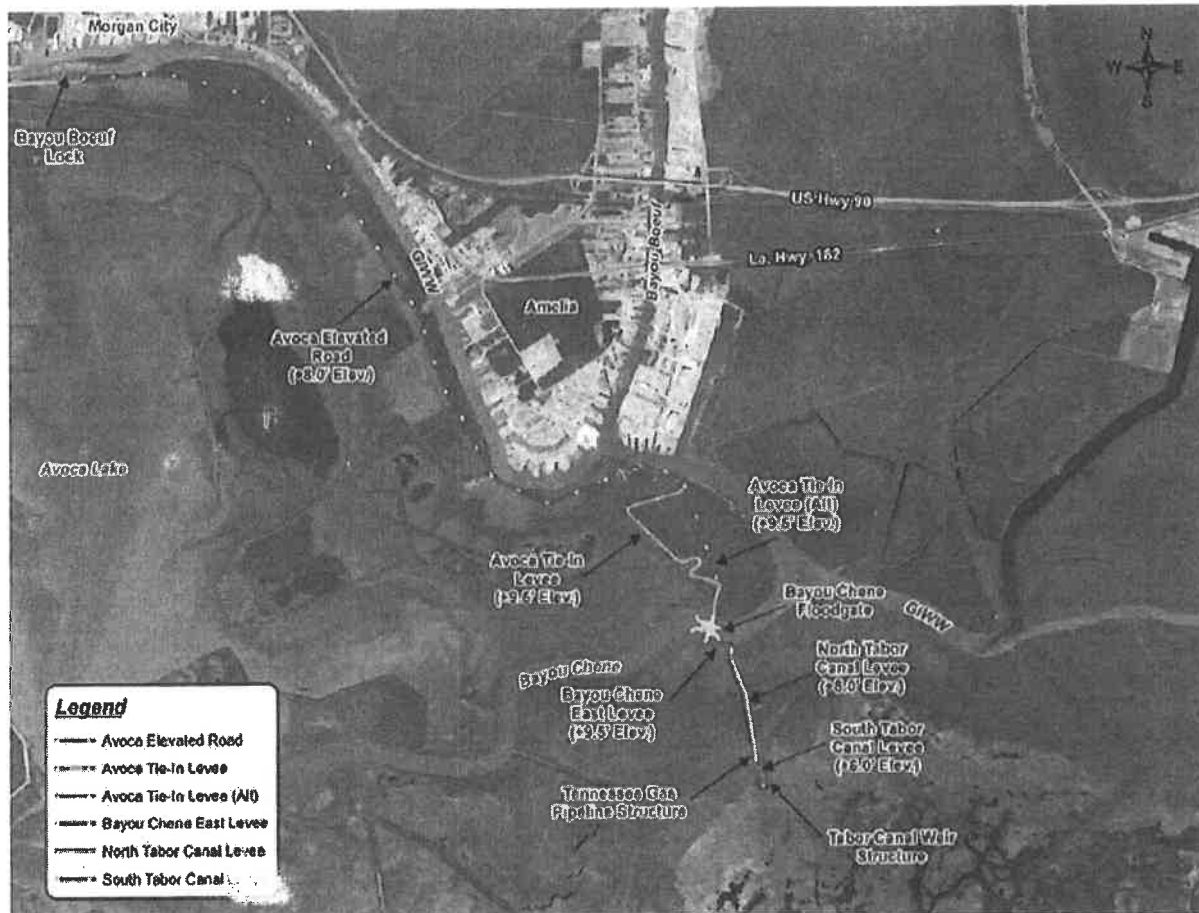 Morgan City
N
W E
S
Bayou Boeuf
Lock
US Hwy 90
GIWW
Bayou Boeuf
La. Hwy. 182
Amelia
Avoca Elevated
Road
(+8.0' Elev.)
Avoca Lake
Avoca Tie-In
Levee (Alt)
(+9.5' Elev.)
Avoca Tie-In
Levee
Bayou Chene
Floodgate
GIWW
Bayou Chene
North Tabor
Canal Levee
(+8.0' Elev.)
Bayou Chene
East Levee
(+9.5' Elev.)
South Tabor
Canal Levee
(+6.0' Elev.)
Tennessee Gas
Pipeline Structure
Tabor Canal Weir
Structure
Legend
Avoca Elevated Road
Avoca Tie-In Levee
Avoca Tie-In Levee (Alt)
Bayou Chene East Levee
North Tabor Canal Levee
South Tabor Canal